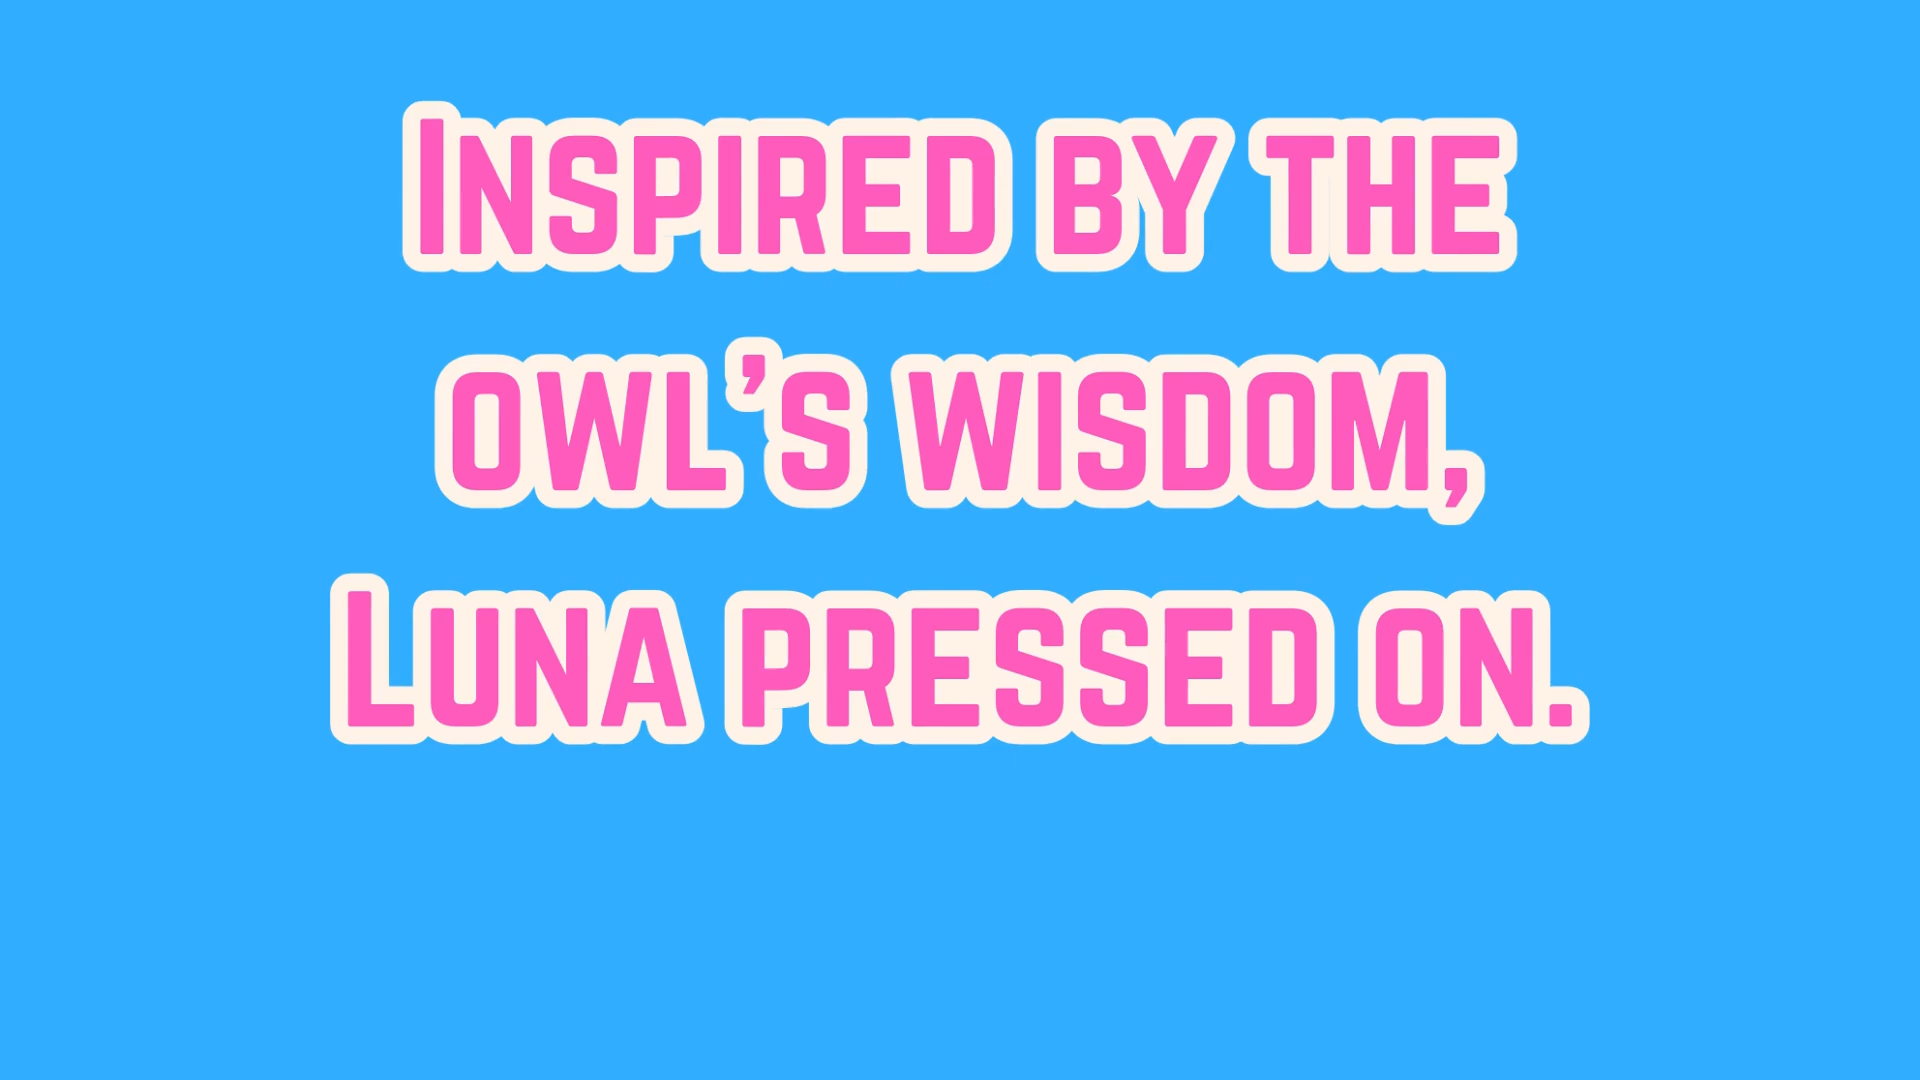 Inspired by the
owl's wisdom,
Luna pressed on.